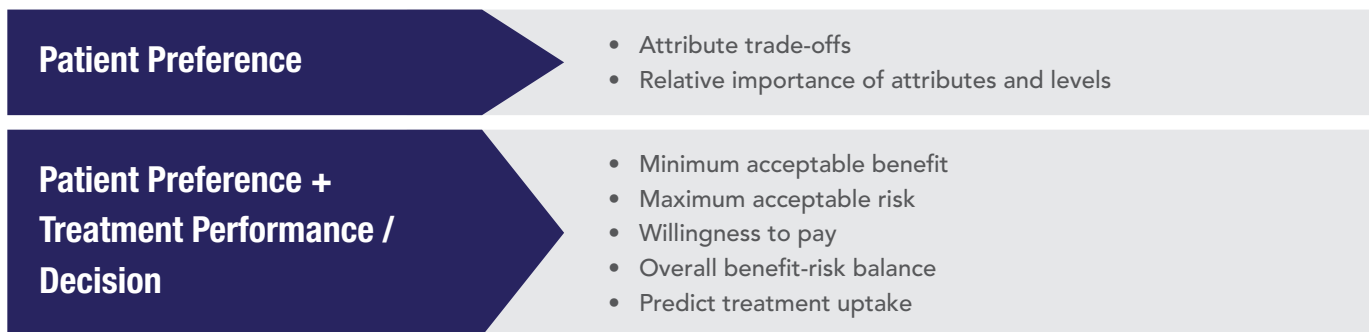 Patient Preference
• Attribute trade-offs
• Relative importance of attributes and levels
Patient Preference +
Treatment Performance /
Decision
• Minimum acceptable benefit
• Maximum acceptable risk
• Willingness to pay
• Overall benefit-risk balance
• Predict treatment uptake